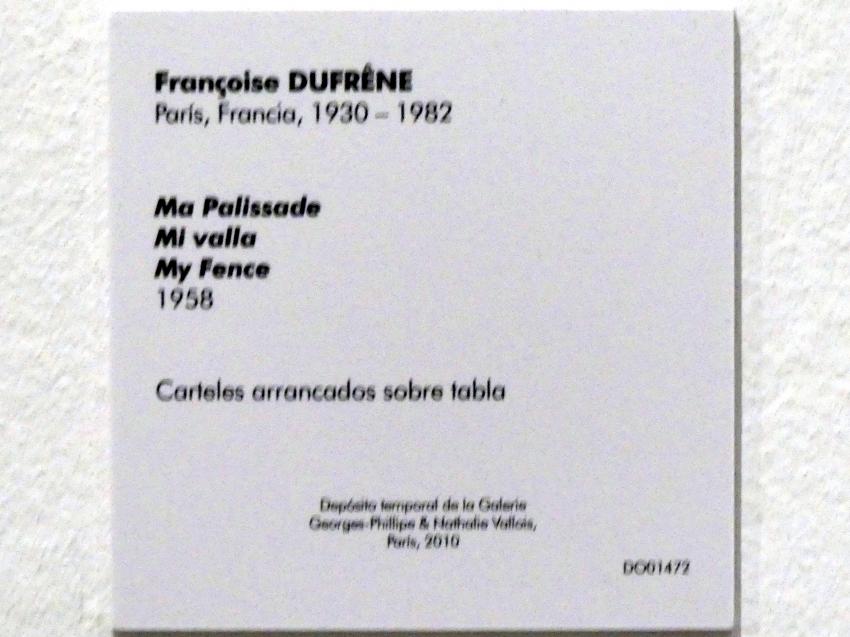 Françoise DUFRÊNE
París, Francia, 1930 – 1982
Ma Palissade
Mi valla
My Fence
1958
Carteles arrancados sobre tabla
Depósito temporal de la Galerie
Georges-Phillipe & Nathalie Vallois,
París, 2010
DO01472